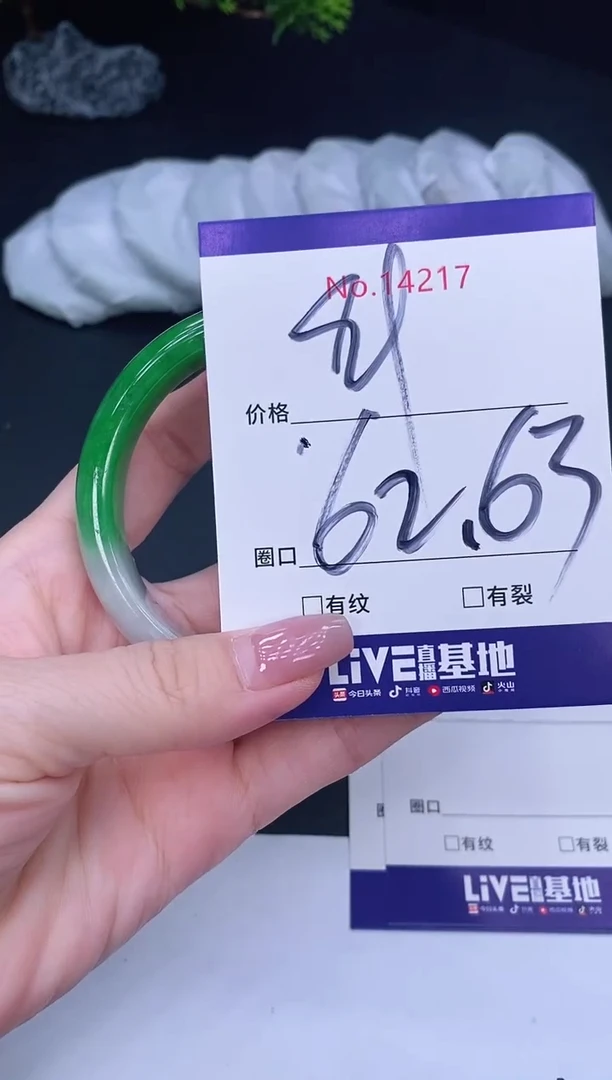 No.14217
价格
圈口 62.63
□有纹 □有裂
LiVE直播基地
头条 今日头条 抖音 西瓜视频 火山
圈口
□有纹 □有裂
LiVE直播基地